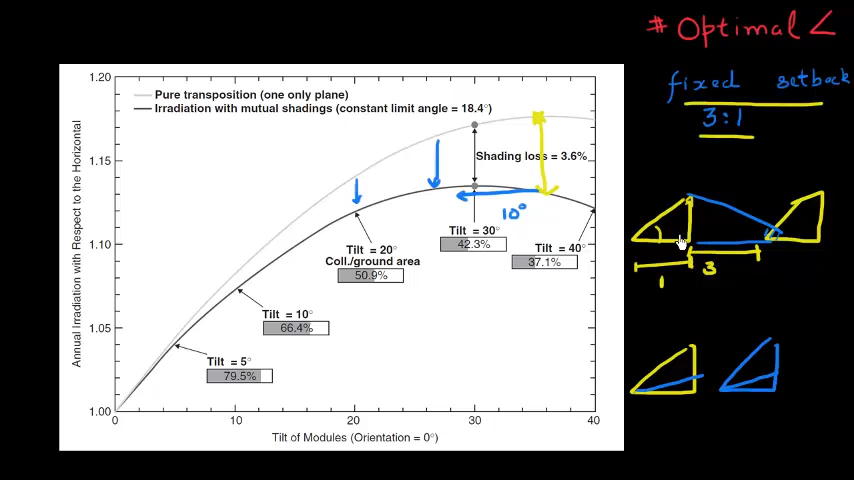 # Optimal <
fixed setback
3:1
1.20
1.15
1.10
1.05
1.00
Annual Irradiation with Respect to the Horizontal
Pure transposition (one only plane)
Irradiation with mutual shadings (constant limit angle = 18.4°)
Shading loss = 3.6%
10°
Tilt = 20°
Coll./ground area
50.9%
Tilt = 30°
42.3%
Tilt = 40°
37.1%
Tilt = 10°
66.4%
Tilt = 5°
79.5%
0 10 20 30 40
Tilt of Modules (Orientation = 0°)
1
3